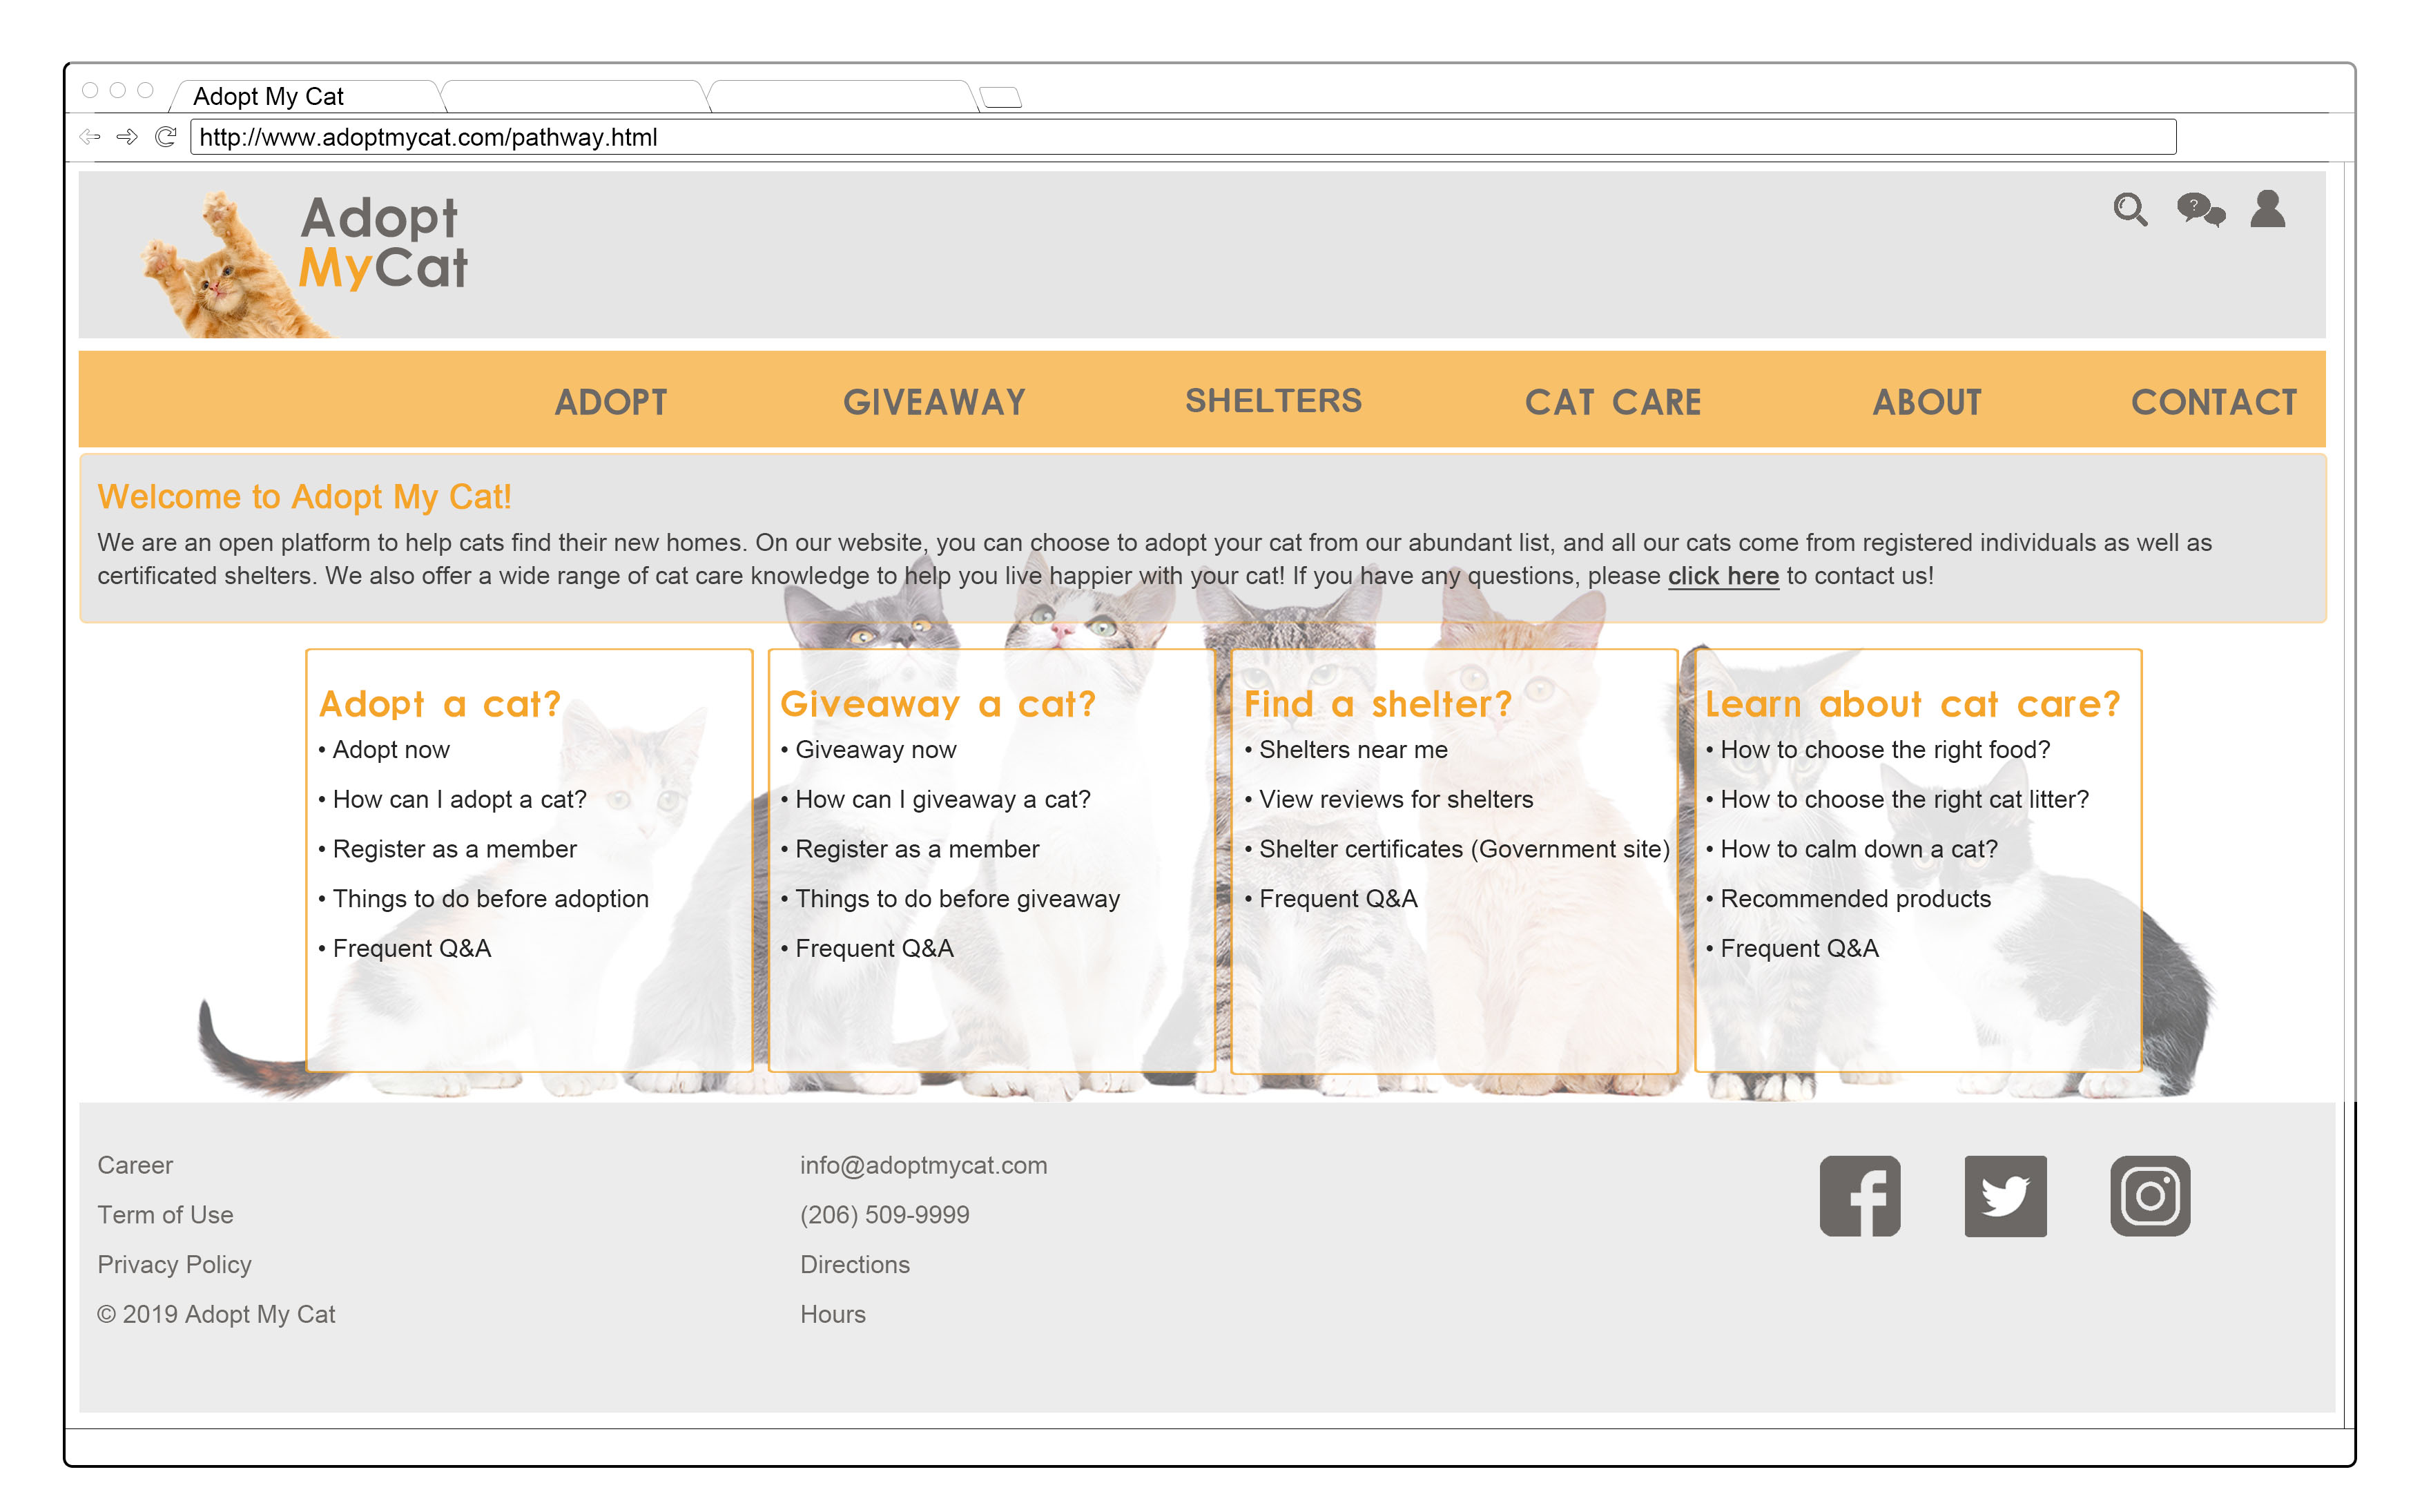 Adopt My Cat
http://www.adoptmycat.com/pathway.html
Adopt
MyCat
?
ADOPT GIVEAWAY SHELTERS CAT CARE ABOUT CONTACT
Welcome to Adopt My Cat!
We are an open platform to help cats find their new homes. On our website, you can choose to adopt your cat from our abundant list, and all our cats come from registered individuals as well as
certificated shelters. We also offer a wide range of cat care knowledge to help you live happier with your cat! If you have any questions, please click here to contact us!
Adopt a cat?
• Adopt now
• How can I adopt a cat?
• Register as a member
• Things to do before adoption
• Frequent Q&A
Giveaway a cat?
• Giveaway now
• How can I giveaway a cat?
• Register as a member
• Things to do before giveaway
• Frequent Q&A
Find a shelter?
• Shelters near me
• View reviews for shelters
• Shelter certificates (Government site)
• Frequent Q&A
Learn about cat care?
• How to choose the right food?
• How to choose the right cat litter?
• How to calm down a cat?
• Recommended products
• Frequent Q&A
Career
Term of Use
Privacy Policy
© 2019 Adopt My Cat
info@adoptmycat.com
(206) 509-9999
Directions
Hours